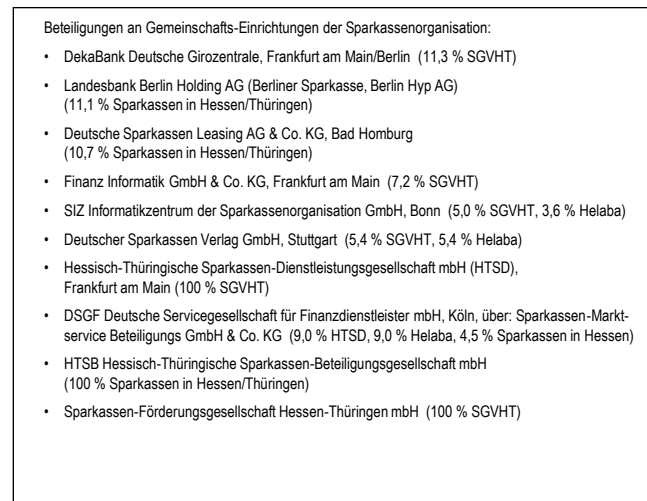 Beteiligungen an Gemeinschafts-Einrichtungen der Sparkassenorganisation:
• DekaBank Deutsche Girozentrale, Frankfurt am Main/Berlin (11,3 % SGVHT)
• Landesbank Berlin Holding AG (Berliner Sparkasse, Berlin Hyp AG)
(11,1 % Sparkassen in Hessen/Thüringen)
• Deutsche Sparkassen Leasing AG & Co. KG, Bad Homburg
(10,7 % Sparkassen in Hessen/Thüringen)
• Finanz Informatik GmbH & Co. KG, Frankfurt am Main (7,2 % SGVHT)
• SIZ Informatikzentrum der Sparkassenorganisation GmbH, Bonn (5,0 % SGVHT, 3,6 % Helaba)
• Deutscher Sparkassen Verlag GmbH, Stuttgart (5,4 % SGVHT, 5,4 % Helaba)
• Hessisch-Thüringische Sparkassen-Dienstleistungsgesellschaft mbH (HTSD),
Frankfurt am Main (100 % SGVHT)
• DSGF Deutsche Servicegesellschaft für Finanzdienstleister mbH, Köln, über: Sparkassen-Markt-
service Beteiligungs GmbH & Co. KG (9,0 % HTSD, 9,0 % Helaba, 4,5 % Sparkassen in Hessen)
• HTSB Hessisch-Thüringische Sparkassen-Beteiligungsgesellschaft mbH
(100 % Sparkassen in Hessen/Thüringen)
• Sparkassen-Förderungsgesellschaft Hessen-Thüringen mbH (100 % SGVHT)